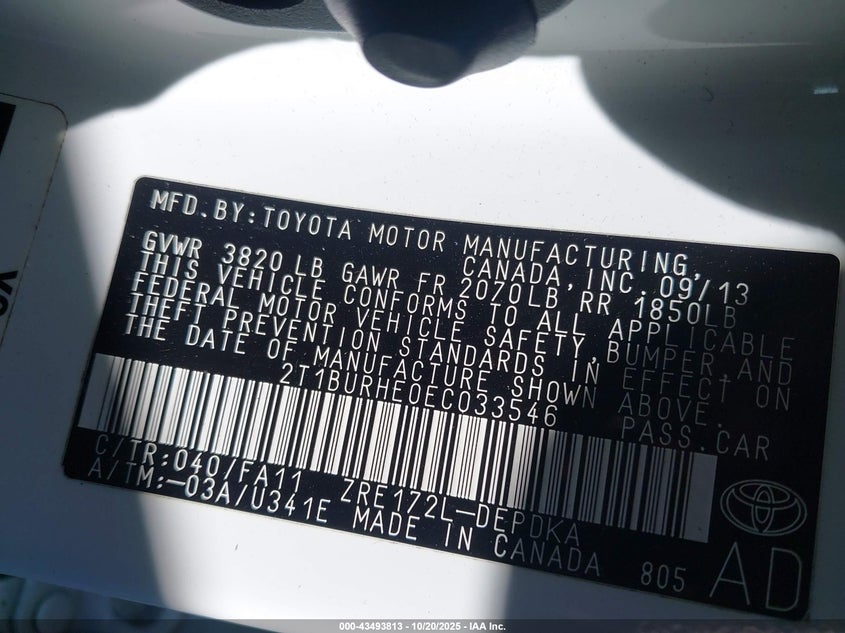 MFD.BY:TOYOTA MOTOR MANUFACTURING,
CANADA,INC. 09/13
GVWR 3820 LB GAWR FR 2070LB RR 1850LB
THIS VEHICLE CONFORMS TO ALL APPLICABLE
FEDERAL MOTOR VEHICLE SAFETY,BUMPER,AND
THEFT PREVENTION STANDARDS IN EFFECT ON
THE DATE OF MANUFACTURE SHOWN ABOVE.
2T1BURHE0EC033546 PASS.CAR
C/TR:040/FA11 ZRE172L-DEPDKA
A/TM:-03A/U341E MADE IN CANADA 805 AD
000-43493813 - 10/20/2025 - IAA Inc.